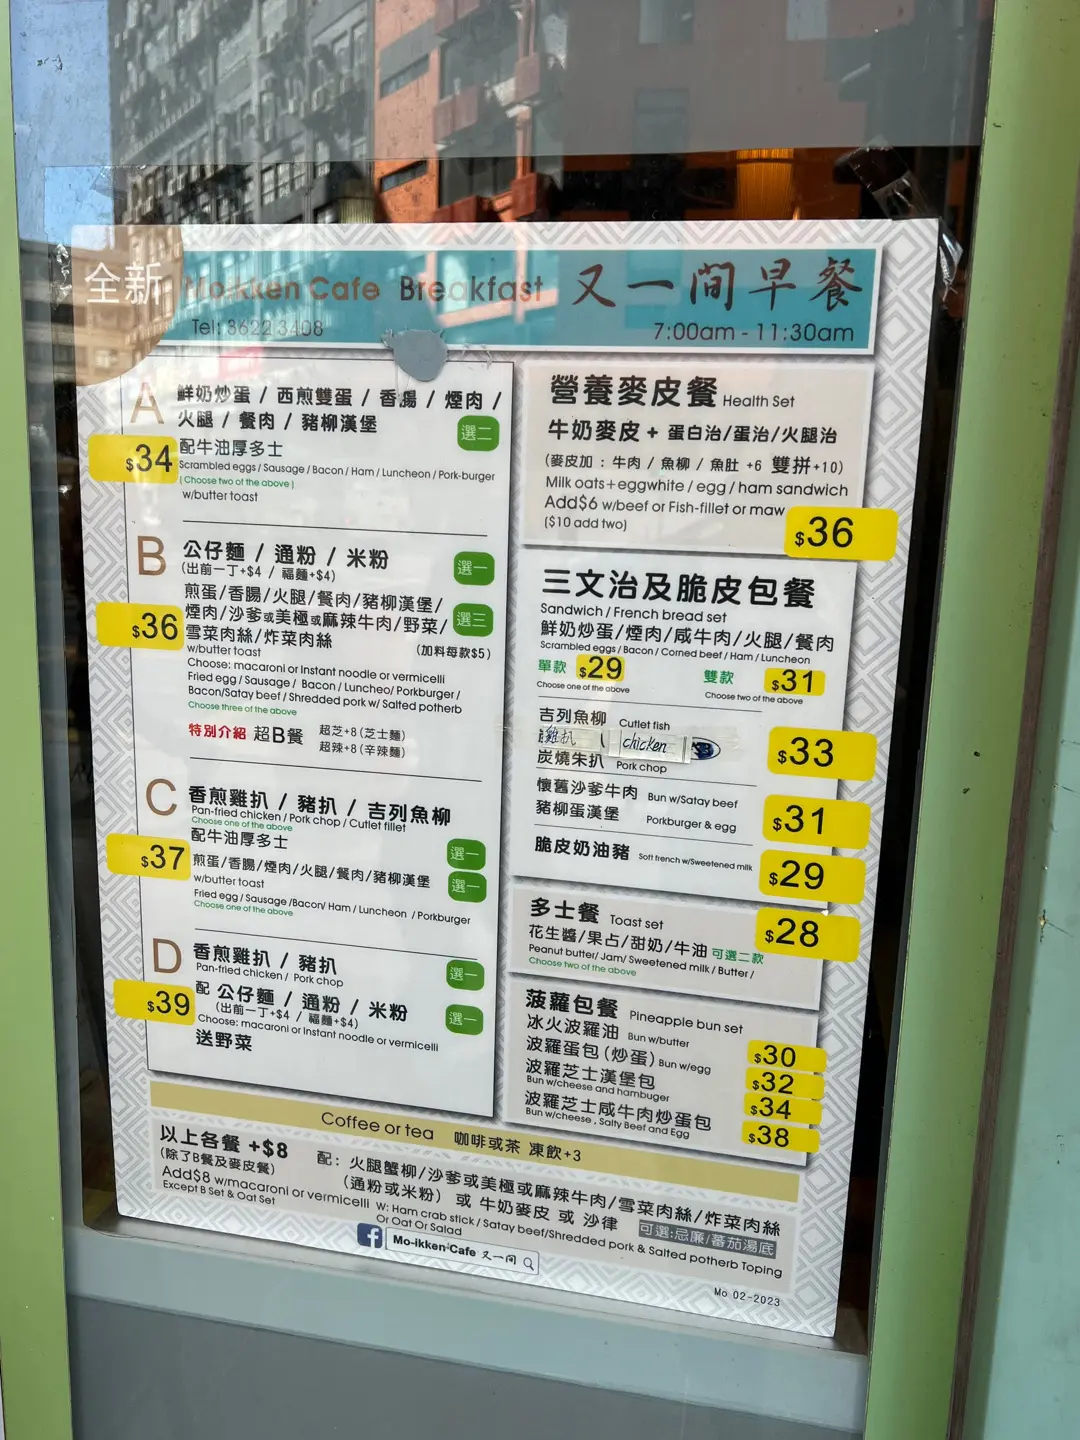 全新
Mo-ikken Cafe Breakfast 又一間早餐
Tel: 3622 3408
7:00am - 11:30am
A
鮮奶炒蛋 / 西煎雙蛋 / 香腸 / 煙肉 /
火腿 / 餐肉 / 豬柳漢堡
選二
$34
配牛油厚多士
Scrambled eggs / Sausage / Bacon / Ham / Luncheon / Pork-burger
( Choose two of the above )
w/butter toast
B
公仔麵 / 通粉 / 米粉
(出前一丁+$4 / 福麵+$4)
選一
煎蛋/香腸/火腿/餐肉/豬柳漢堡/
煙肉/沙爹或美極或麻辣牛肉/野菜/
選三
$36
雪菜肉絲/炸菜肉絲
(加料每款$5)
w/butter toast
Choose: macaroni or Instant noodle or vermicelli
Fried egg / Sausage / Bacon / Luncheo/ Porkburger /
Bacon/Satay beef / Shredded pork w/ Salted potherb
Choose three of the above
特別介紹 超B餐
超芝+8 (芝士麵)
超辣+8 (辛辣麵)
C
香煎雞扒 / 豬扒 / 吉列魚柳
Pan-fried chicken / Pork chop / Cutlet fillet
Choose one of the above
選一
$37
配牛油厚多士
煎蛋/香腸/煙肉/火腿/餐肉/豬柳漢堡
選一
w/butter toast
Fried egg / Sausage /Bacon/ Ham / Luncheon / Porkburger
Choose one of the above
D
香煎雞扒 / 豬扒
Pan-fried chicken / Pork chop
選一
$39
配 公仔麵 / 通粉 / 米粉
(出前一丁+$4 / 福麵+$4)
選一
Choose: macaroni or Instant noodle or vermicelli
送野菜
營養麥皮餐 Health Set
牛奶麥皮 + 蛋白治/蛋治/火腿治
(麥皮加 : 牛肉 / 魚柳 / 魚肚 +6 雙拼+10)
Milk oats+eggwhite / egg / ham sandwich
Add$6 w/beef or Fish-fillet or maw
($10 add two)
$36
三文治及脆皮包餐
Sandwich / French bread set
鮮奶炒蛋/煙肉/咸牛肉/火腿/餐肉
Scrambled eggs / Bacon / Corned beef / Ham / Luncheon
單款 $29
雙款 $31
Choose one of the above
Choose two of the above
吉列魚柳 Cutlet fish
雞扒 chicken
$33
炭燒朱扒 Pork chop
懷舊沙爹牛肉 Bun w/Satay beef
豬柳蛋漢堡 Porkburger & egg
$31
脆皮奶油豬 Soft french w/Sweetened milk
$29
多士餐 Toast set
$28
花生醬/果占/甜奶/牛油 可選二款
Peanut butter/ Jam/ Sweetened milk / Butter /
Choose two of the above
菠蘿包餐 Pineapple bun set
冰火波羅油 Bun w/butter
$30
波羅蛋包(炒蛋) Bun w/egg
$32
波羅芝士漢堡包
Bun w/cheese and hambuger
$34
波羅芝士咸牛肉炒蛋包
Bun w/cheese , Salty Beef and Egg
$38
Coffee or tea 咖啡或茶 凍飲+3
以上各餐 +$8
(除了B餐及麥皮餐)
配: 火腿蟹柳/沙爹或美極或麻辣牛肉/雪菜肉絲/炸菜肉絲
(通粉或米粉) 或 牛奶麥皮 或 沙律
可選:忌廉/蕃茄湯底
Add$8 w/macaroni or vermicelli
Except B Set & Oat Set
W: Ham crab stick / Satay beef/Shredded pork & Salted potherb Toping
Or Oat Or Salad
f Mo-ikken Cafe 又一間
Mo 02-2023